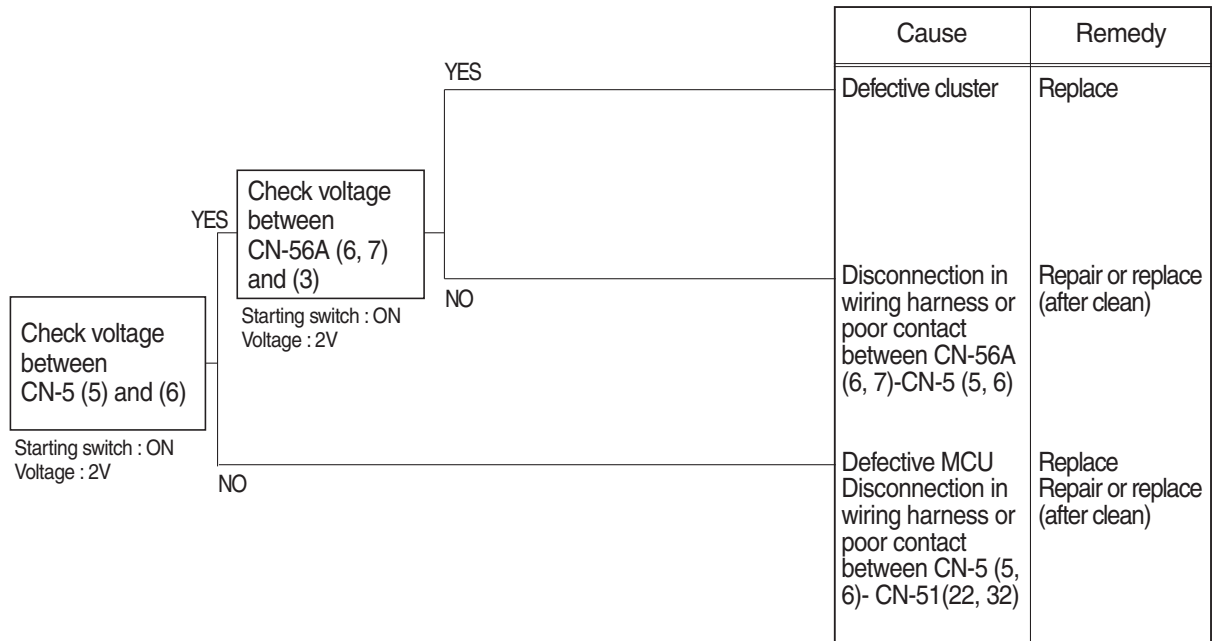 Cause
Remedy
YES
Defective cluster
Replace
Check voltage
between
CN-56A (6, 7)
and (3)
YES
Starting switch : ON
Voltage : 2V
NO
Disconnection in
wiring harness or
poor contact
between CN-56A
(6, 7)-CN-5 (5, 6)
Repair or replace
(after clean)
Check voltage
between
CN-5 (5) and (6)
Starting switch : ON
Voltage : 2V
NO
Defective MCU
Disconnection in
wiring harness or
poor contact
between CN-5 (5,
6)- CN-51(22, 32)
Replace
Repair or replace
(after clean)